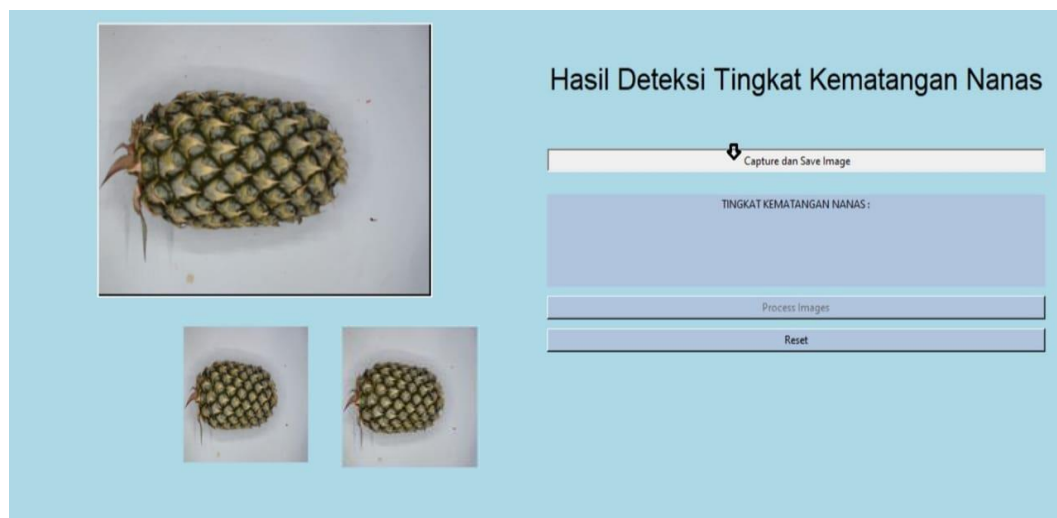 Hasil Deteksi Tingkat Kematangan Nanas
Capture dan Save Image
TINGKAT KEMATANGAN NANAS :
Process Images
Reset